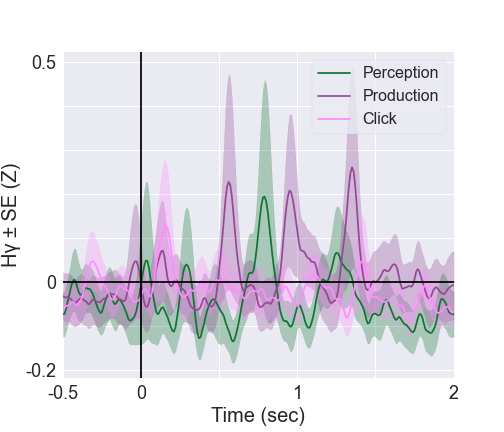 Hγ ± SE (Z)
0.5
0
-0.2
Perception
Production
Click
-0.5 0 1 2
Time (sec)